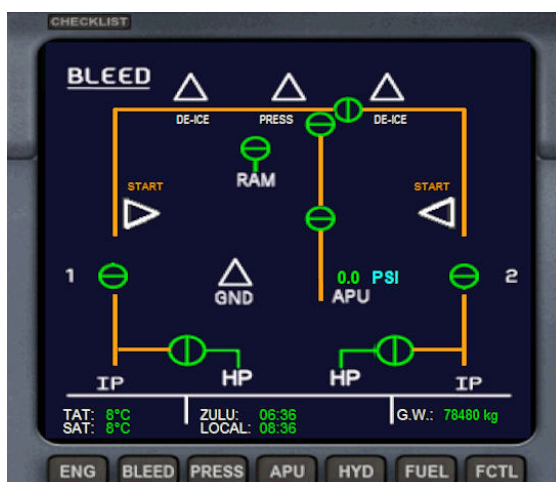 CHECKLIST
BLEED
DE-ICE PRESS DE-ICE
RAM
START START
1 0.0 PSI 2
GND APU
HP HP
IP IP
TAT: 8°C ZULU: 06:36 G.W.: 78480 kg
SAT: 8°C LOCAL: 08:36
ENG BLEED PRESS APU HYD FUEL FCTL